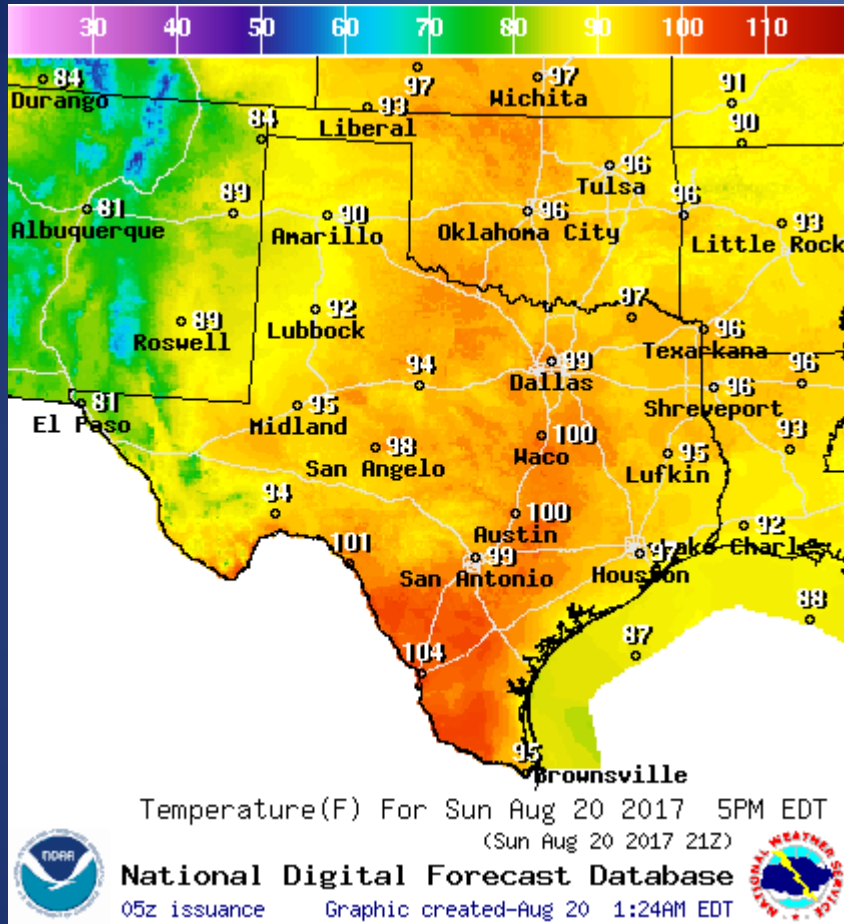 30 40 50 60 70 80 90 100 110
84
Durango
97
97
Wichita
93
Liberal
91
90
84
96
Tulsa
81
Albuquerque
89
90
Amarillo
96
Oklahoma City
96
93
Little Rock
89
Roswell
92
Lubbock
97
96
Texarkana
94
99
Dallas
96
Shreveport
96
81
El Paso
95
Midland
98
San Angelo
100
Waco
95
Lufkin
93
94
100
Austin
92
Lake Charles
101
99
San Antonio
97
Houston
88
87
104
95
Brownsville
Temperature(F) For Sun Aug 20 2017 5PM EDT
(Sun Aug 20 2017 21Z)
National Digital Forecast Database
05z issuance Graphic created-Aug 20 1:24AM EDT
NOAA
NATIONAL WEATHER SERVICE